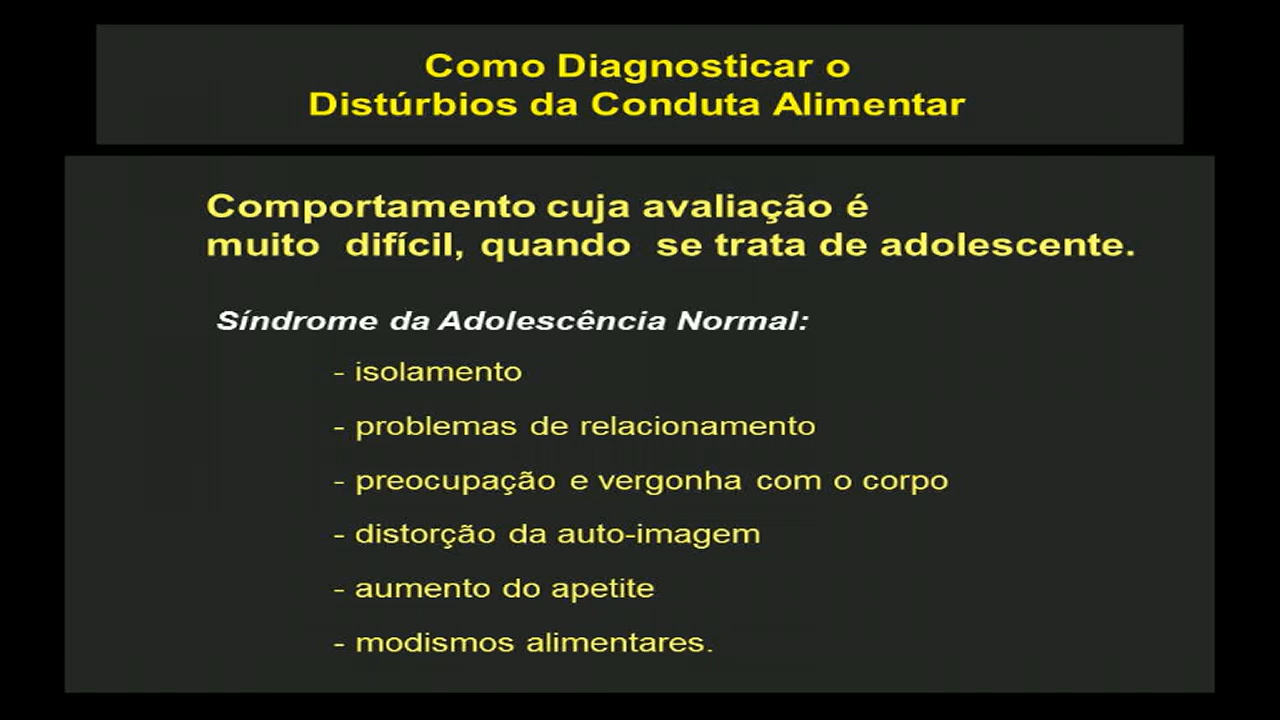 Como Diagnosticar o
Distúrbios da Conduta Alimentar
Comportamento cuja avaliação é
muito difícil, quando se trata de adolescente.
Síndrome da Adolescência Normal:
- isolamento
- problemas de relacionamento
- preocupação e vergonha com o corpo
- distorção da auto-imagem
- aumento do apetite
- modismos alimentares.